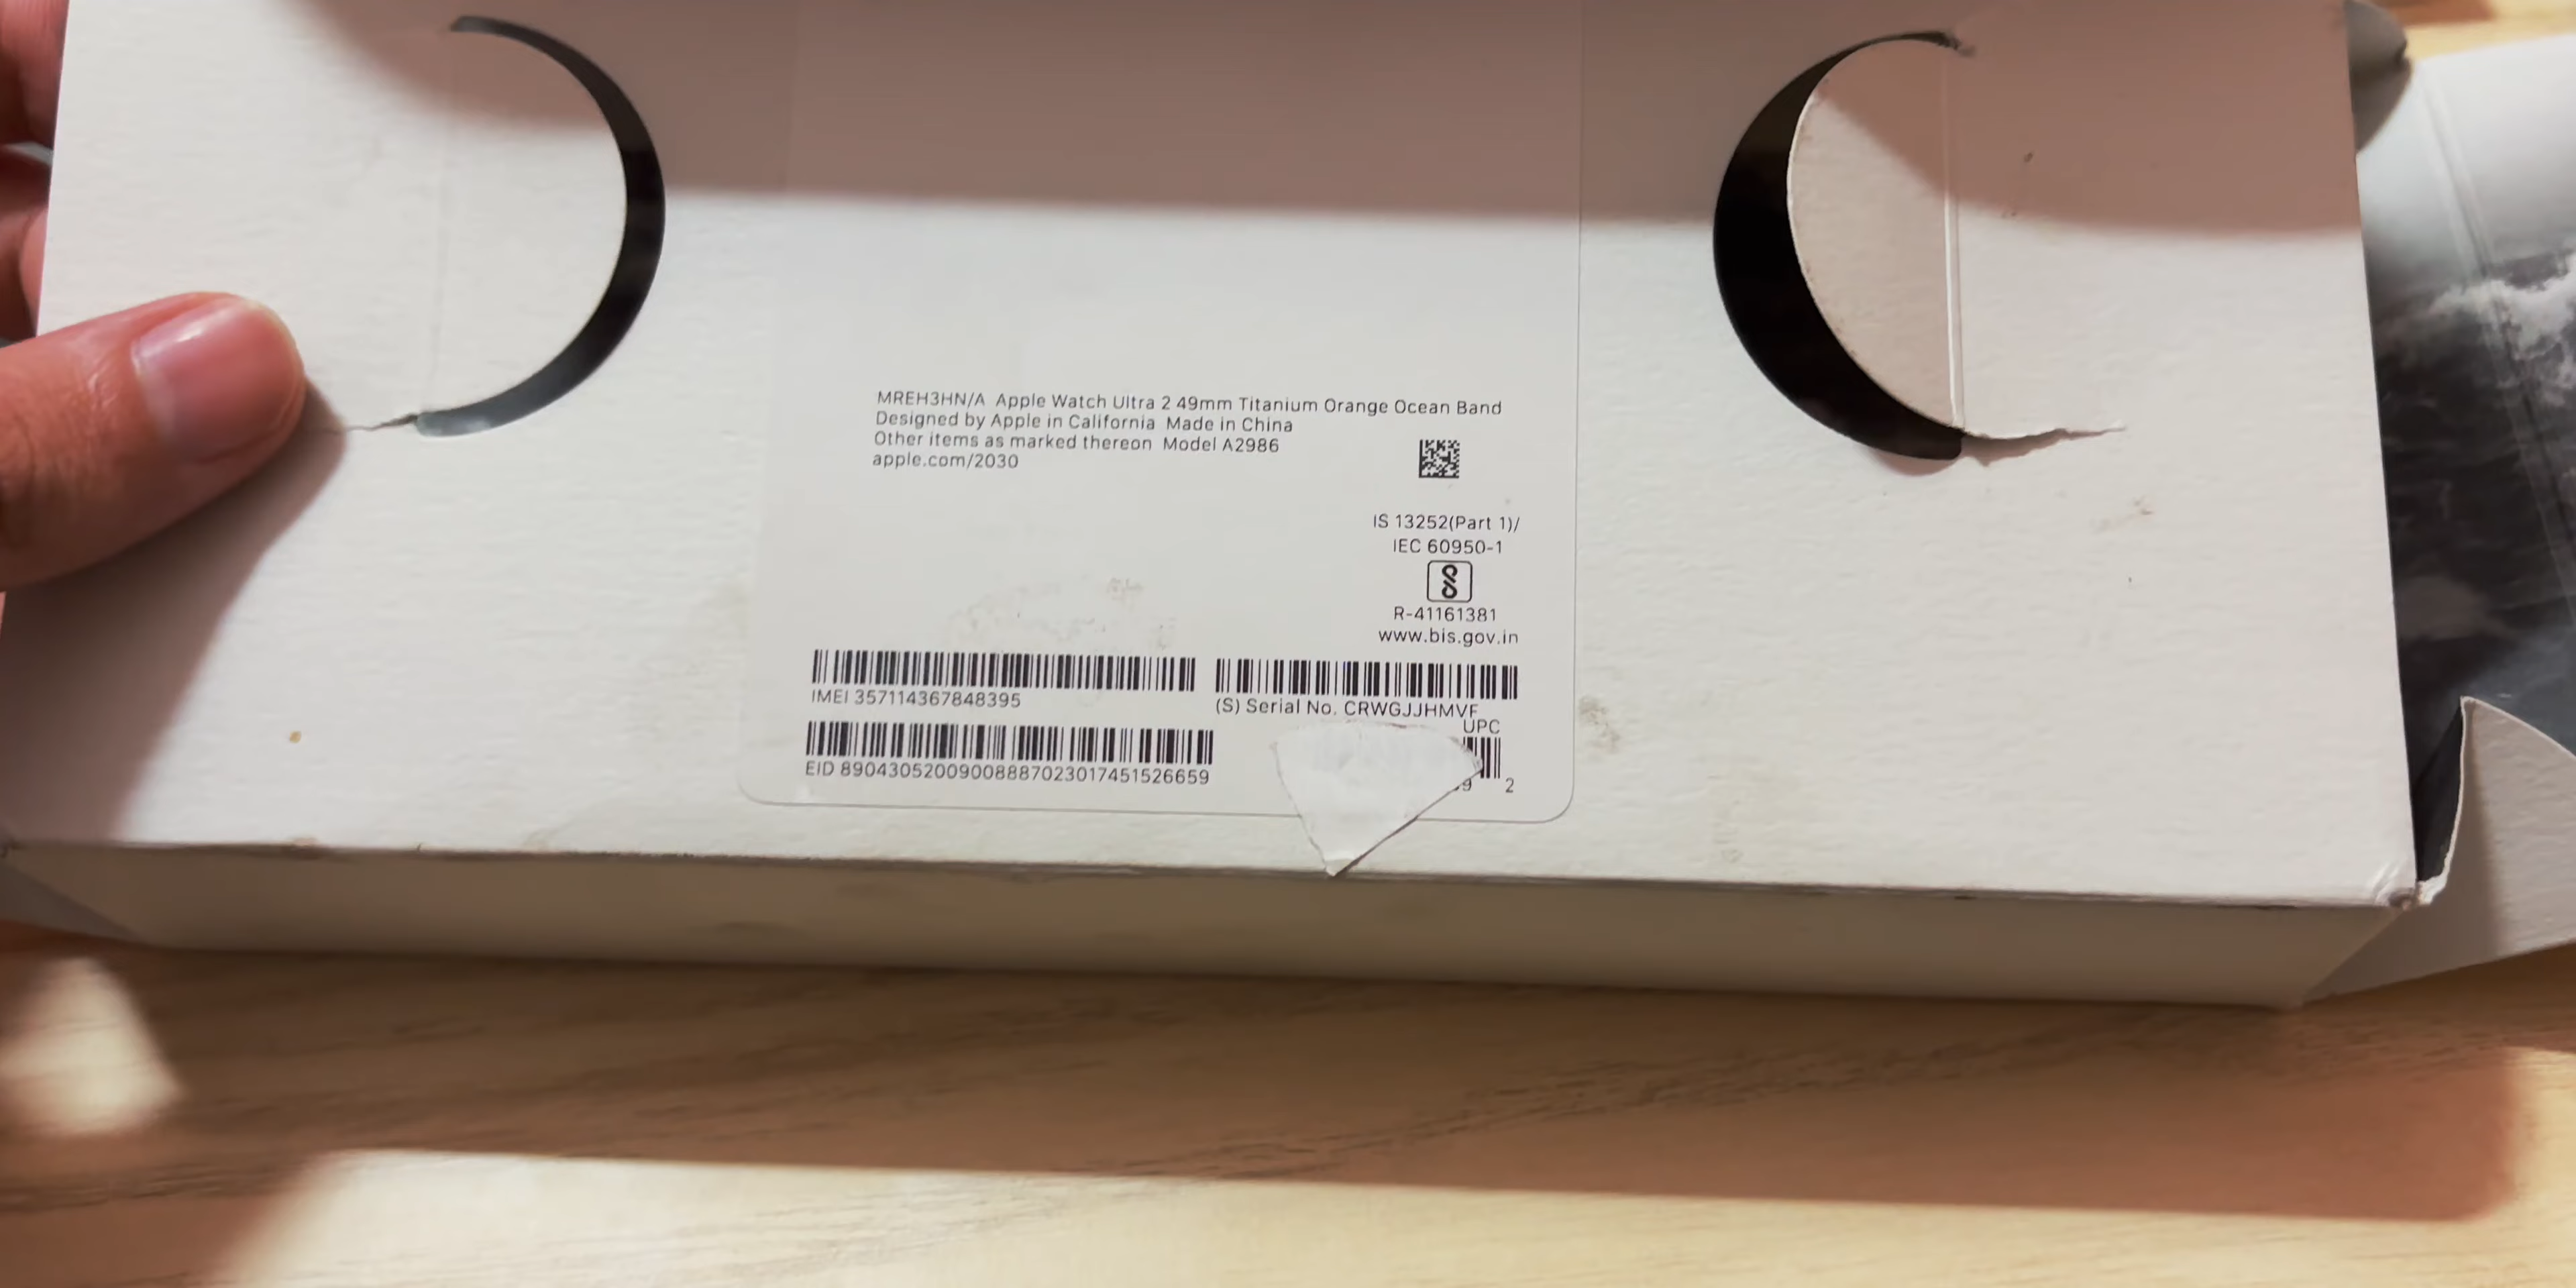 MREH3HN/A Apple Watch Ultra 2 49mm Titanium Orange Ocean Band
Designed by Apple in California Made in China
Other items as marked thereon Model A2986
apple.com/2030
IS 13252(Part 1)/
IEC 60950-1
R-41161381
www.bis.gov.in
IMEI 357114367848395
(S) Serial No. CRWGJJHMVF
UPC
EID 89043052009008887023017451526659
9 2